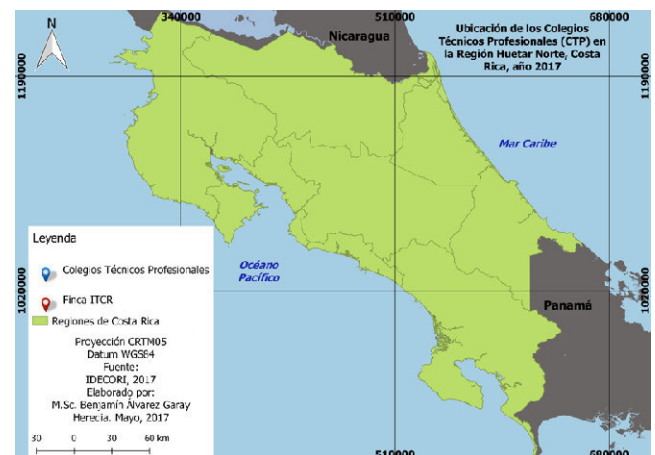 340000
510000
680000
N
Nicaragua
Ubicación de los Colegios
Técnicos Profesionales (CTP) en
la Región Huetar Norte, Costa
Rica, año 2017
1190000
1190000
Mar Caribe
Leyenda
Colegios Técnicos Profesionales
Finca ITCR
Regiones de Costa Rica
Océano
Pacífico
Panamá
1020000
1020000
Proyección CRTM05
Datum WGS84
Fuente:
IDECORI, 2017
Elaborado por:
M.Sc. Benjamín Álvarez Garay
Heredia. Mayo, 2017
30 0 30 60 km
510000
680000